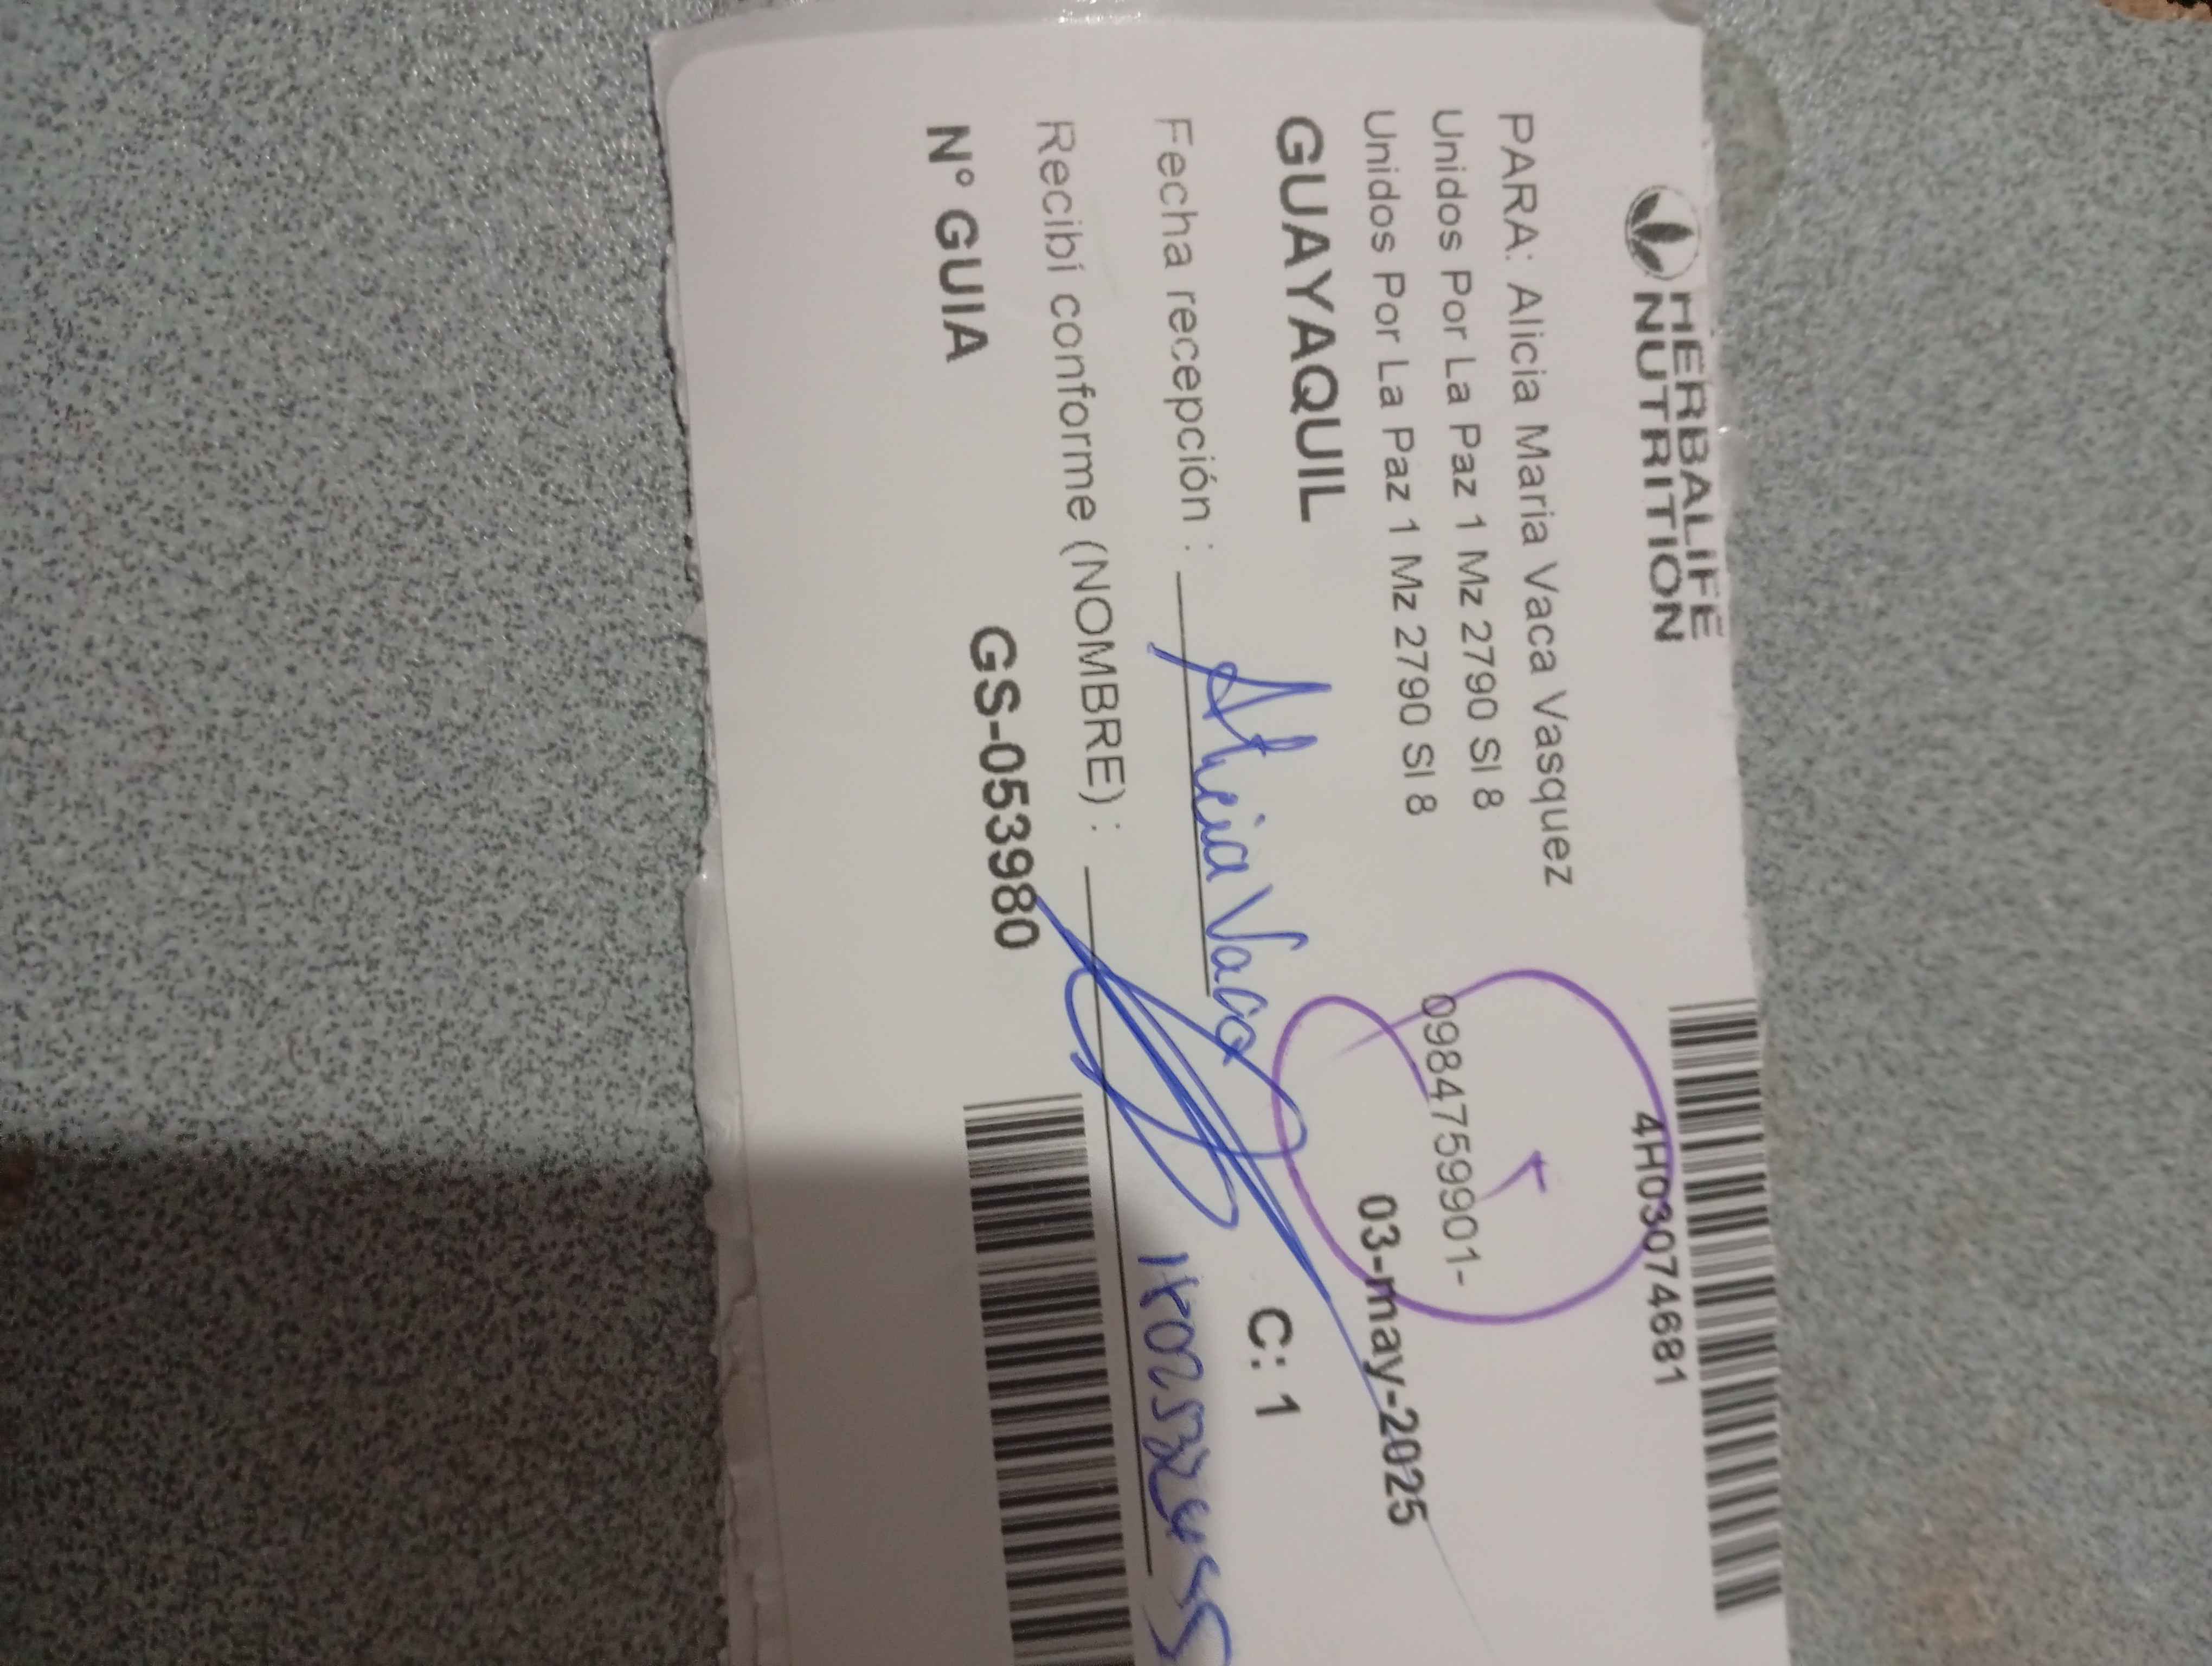 HERBALIFE
NUTRITION
4H03074681
PARA: Alicia Maria Vaca Vasquez
Unidos Por La Paz 1 Mz 2790 Sl 8
0984759901-
Unidos Por La Paz 1 Mz 2790 Sl 8
03-may-2025
GUAYAQUIL
C: 1
Fecha recepción : Alicia Vaca
Recibí conforme (NOMBRE) :
N° GUIA GS-053980